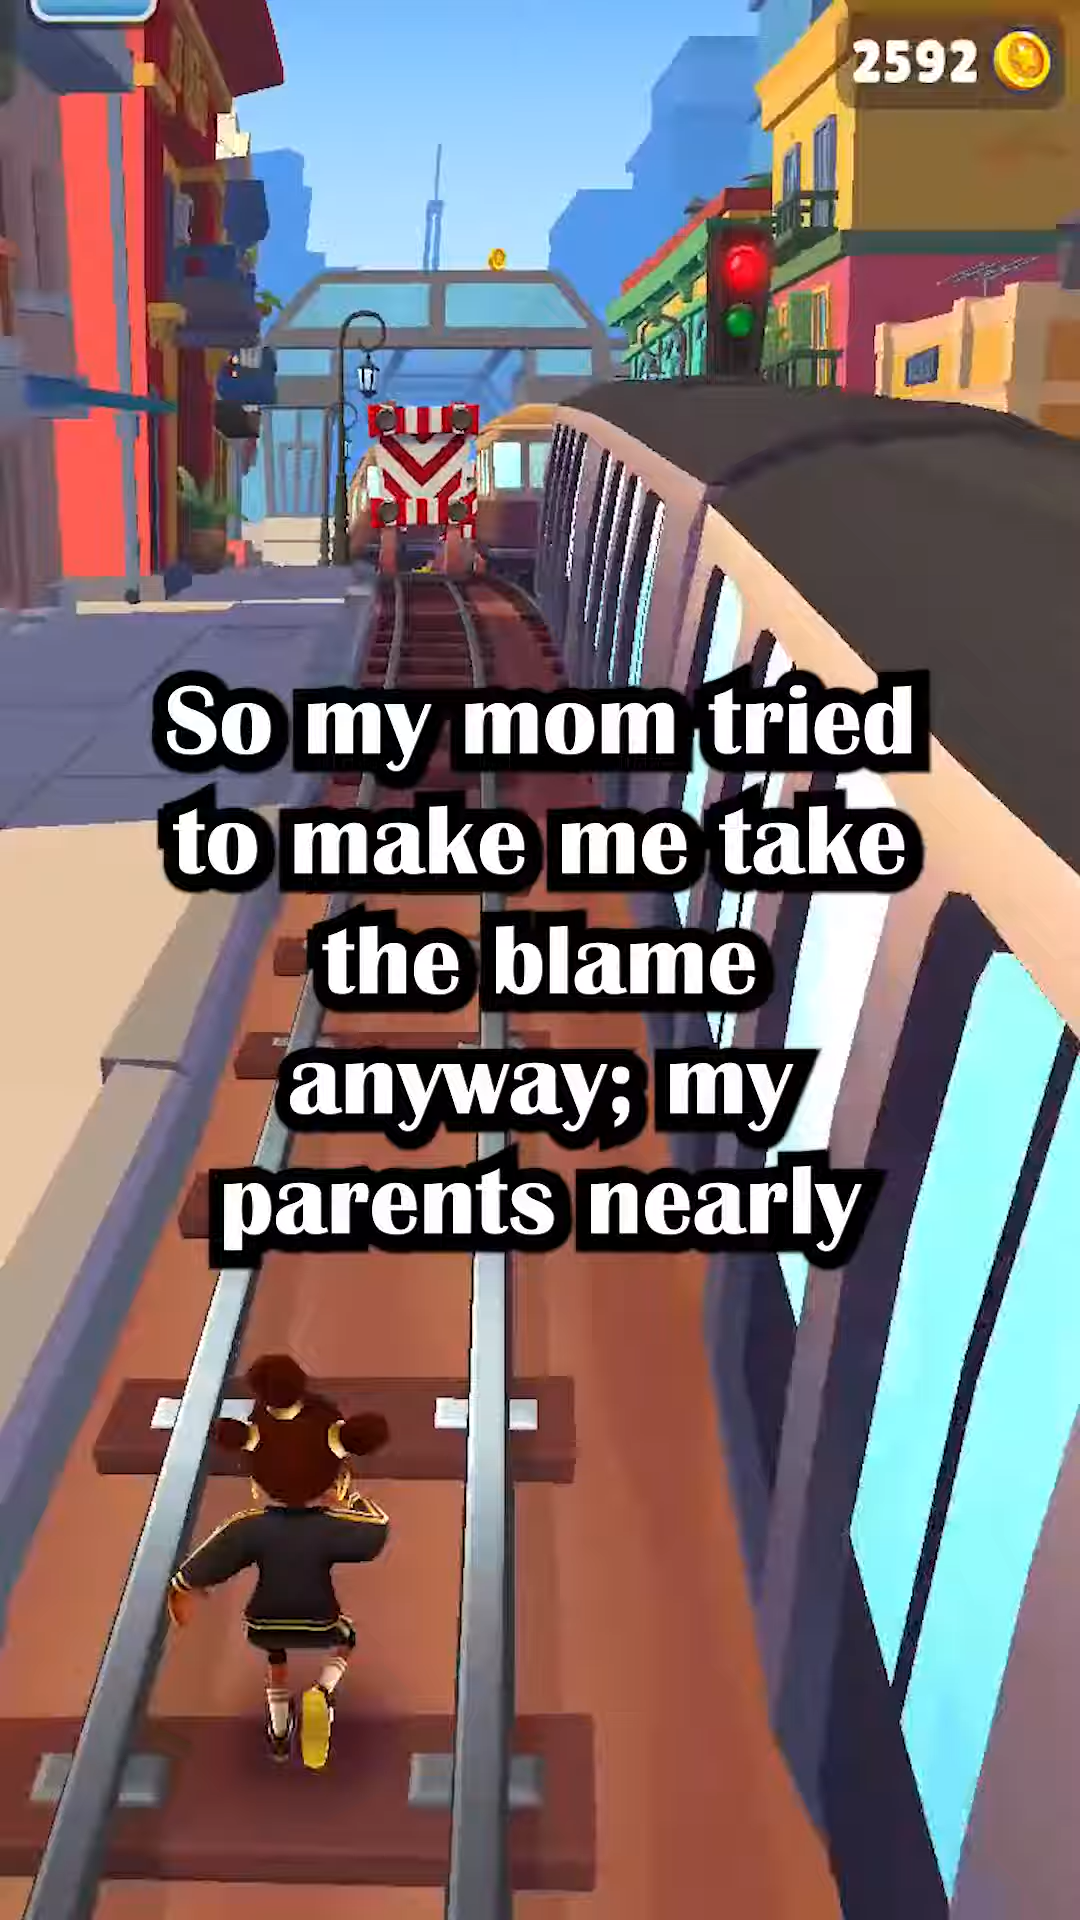 2592
So my mom tried
to make me take
the blame
anyway; my
parents nearly